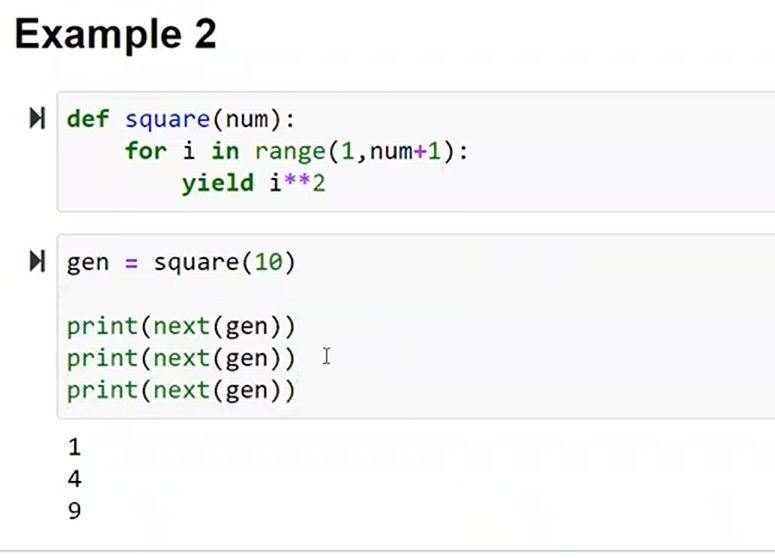 Example 2
def square(num):
    for i in range(1,num+1):
        yield i**2
gen = square(10)
print(next(gen))
print(next(gen))
print(next(gen))
1
4
9